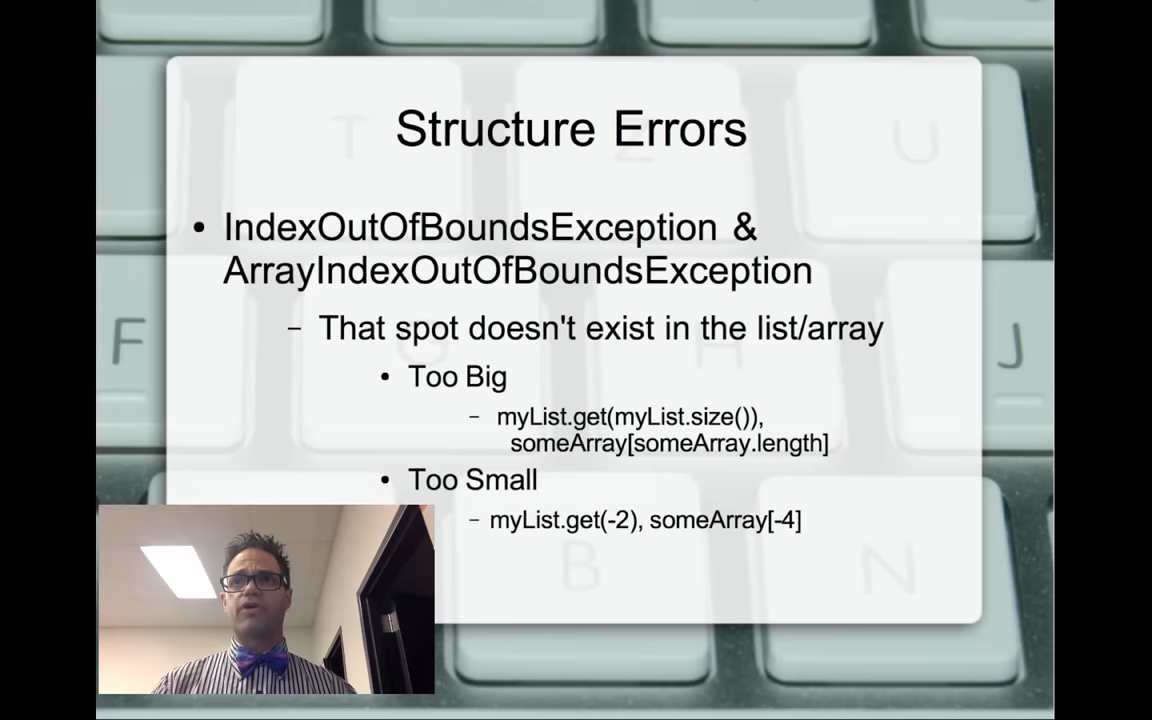 Structure Errors
• IndexOutOfBoundsException &
ArrayIndexOutOfBoundsException
– That spot doesn't exist in the list/array
• Too Big
– myList.get(myList.size()),
someArray[someArray.length]
• Too Small
– myList.get(-2), someArray[-4]
T
Z
U
F
G
H
J
B
N